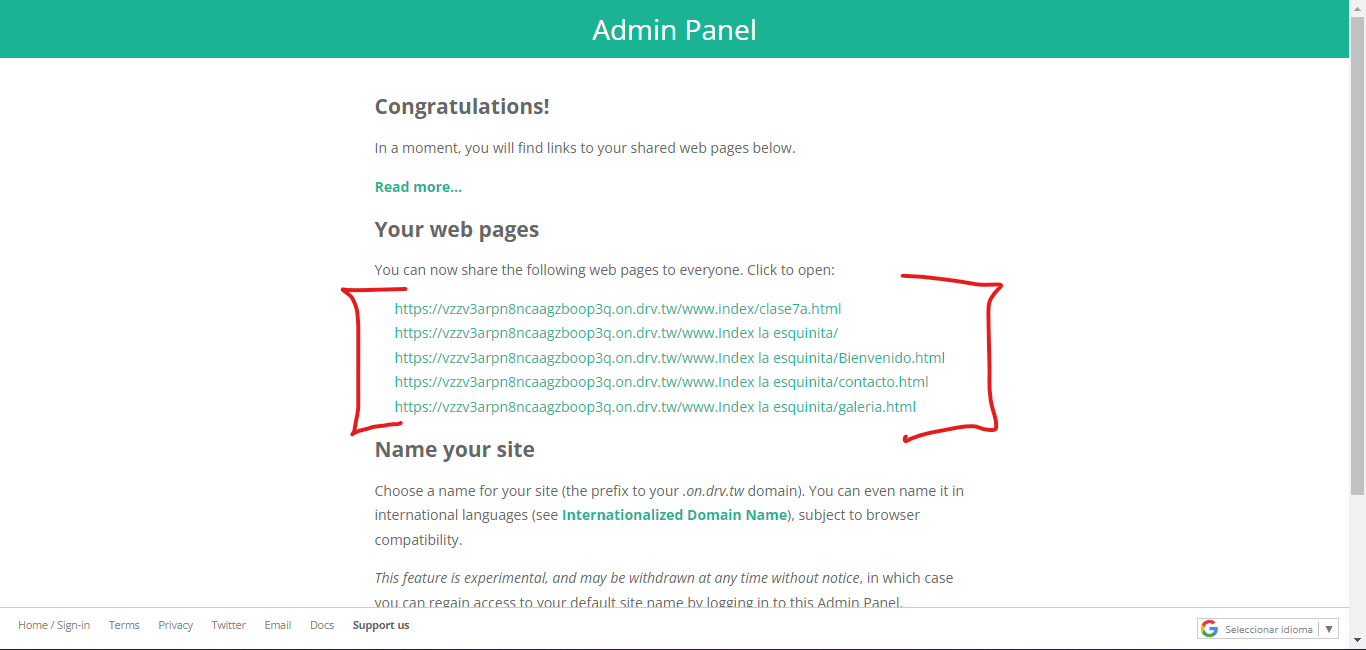 Admin Panel
Congratulations!
In a moment, you will find links to your shared web pages below.
Read more...
Your web pages
You can now share the following web pages to everyone. Click to open:
https://vzzv3arpn8ncaagzboop3q.on.drv.tw/www.index/clase7a.html
https://vzzv3arpn8ncaagzboop3q.on.drv.tw/www.Index la esquinita/
https://vzzv3arpn8ncaagzboop3q.on.drv.tw/www.Index la esquinita/Bienvenido.html
https://vzzv3arpn8ncaagzboop3q.on.drv.tw/www.Index la esquinita/contacto.html
https://vzzv3arpn8ncaagzboop3q.on.drv.tw/www.Index la esquinita/galeria.html
Name your site
Choose a name for your site (the prefix to your .on.drv.tw domain). You can even name it in
international languages (see Internationalized Domain Name), subject to browser
compatibility.
This feature is experimental, and may be withdrawn at any time without notice, in which case
you can regain access to your default site name by logging in to this Admin Panel.
Home / Sign-in Terms Privacy Twitter Email Docs Support us
Seleccionar idioma